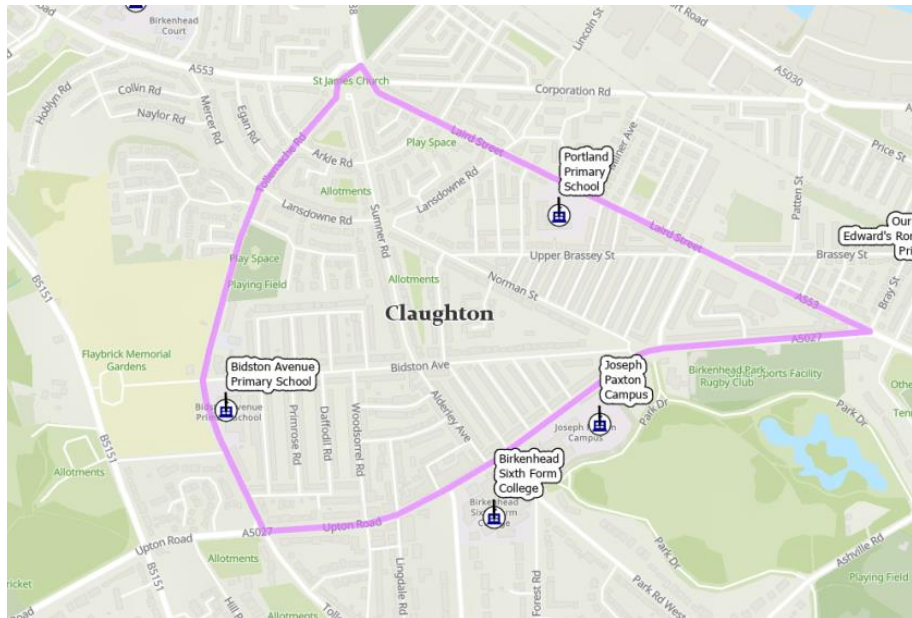 Birkenhead
Court
A553
St James Church
Corporation Rd
Lincoln St
A5030
Hoblyn Rd
Collin Rd
Naylor Rd
Mercer Rd
Egan Rd
Arkle Rd
Tollemache Rd
Play Space
Laird Street
Portland
Primary
School
Milner Ave
Price St
Patten St
Allotments
Lansdowne Rd
Lansdowne Rd
Sumner Rd
Laird Street
Our
Edward's
Pri
Upper Brassey St
Brassey St
Bray St
B5151
Play Space
Playing Field
Allotments
Norman St
A553
Claughton
A5027
Flaybrick Memorial
Gardens
Bidston Avenue
Primary School
Bidston Ave
Joseph
Paxton
Campus
Birkenhead Park
Rugby Club
Sports Facility
Primrose Rd
Daffodil Rd
Woodsorrel Rd
Alderley Ave
Park Dr
Park Dr
Campus
Birkenhead
Sixth Form
College
Allotments
B5151
Upton Road
A5027
Upton Road
Allotments
Lingdale Rd
Forest Rd
Park Dr
Park Rd West
Ashville Rd
Playing Field
B5151
Allotments